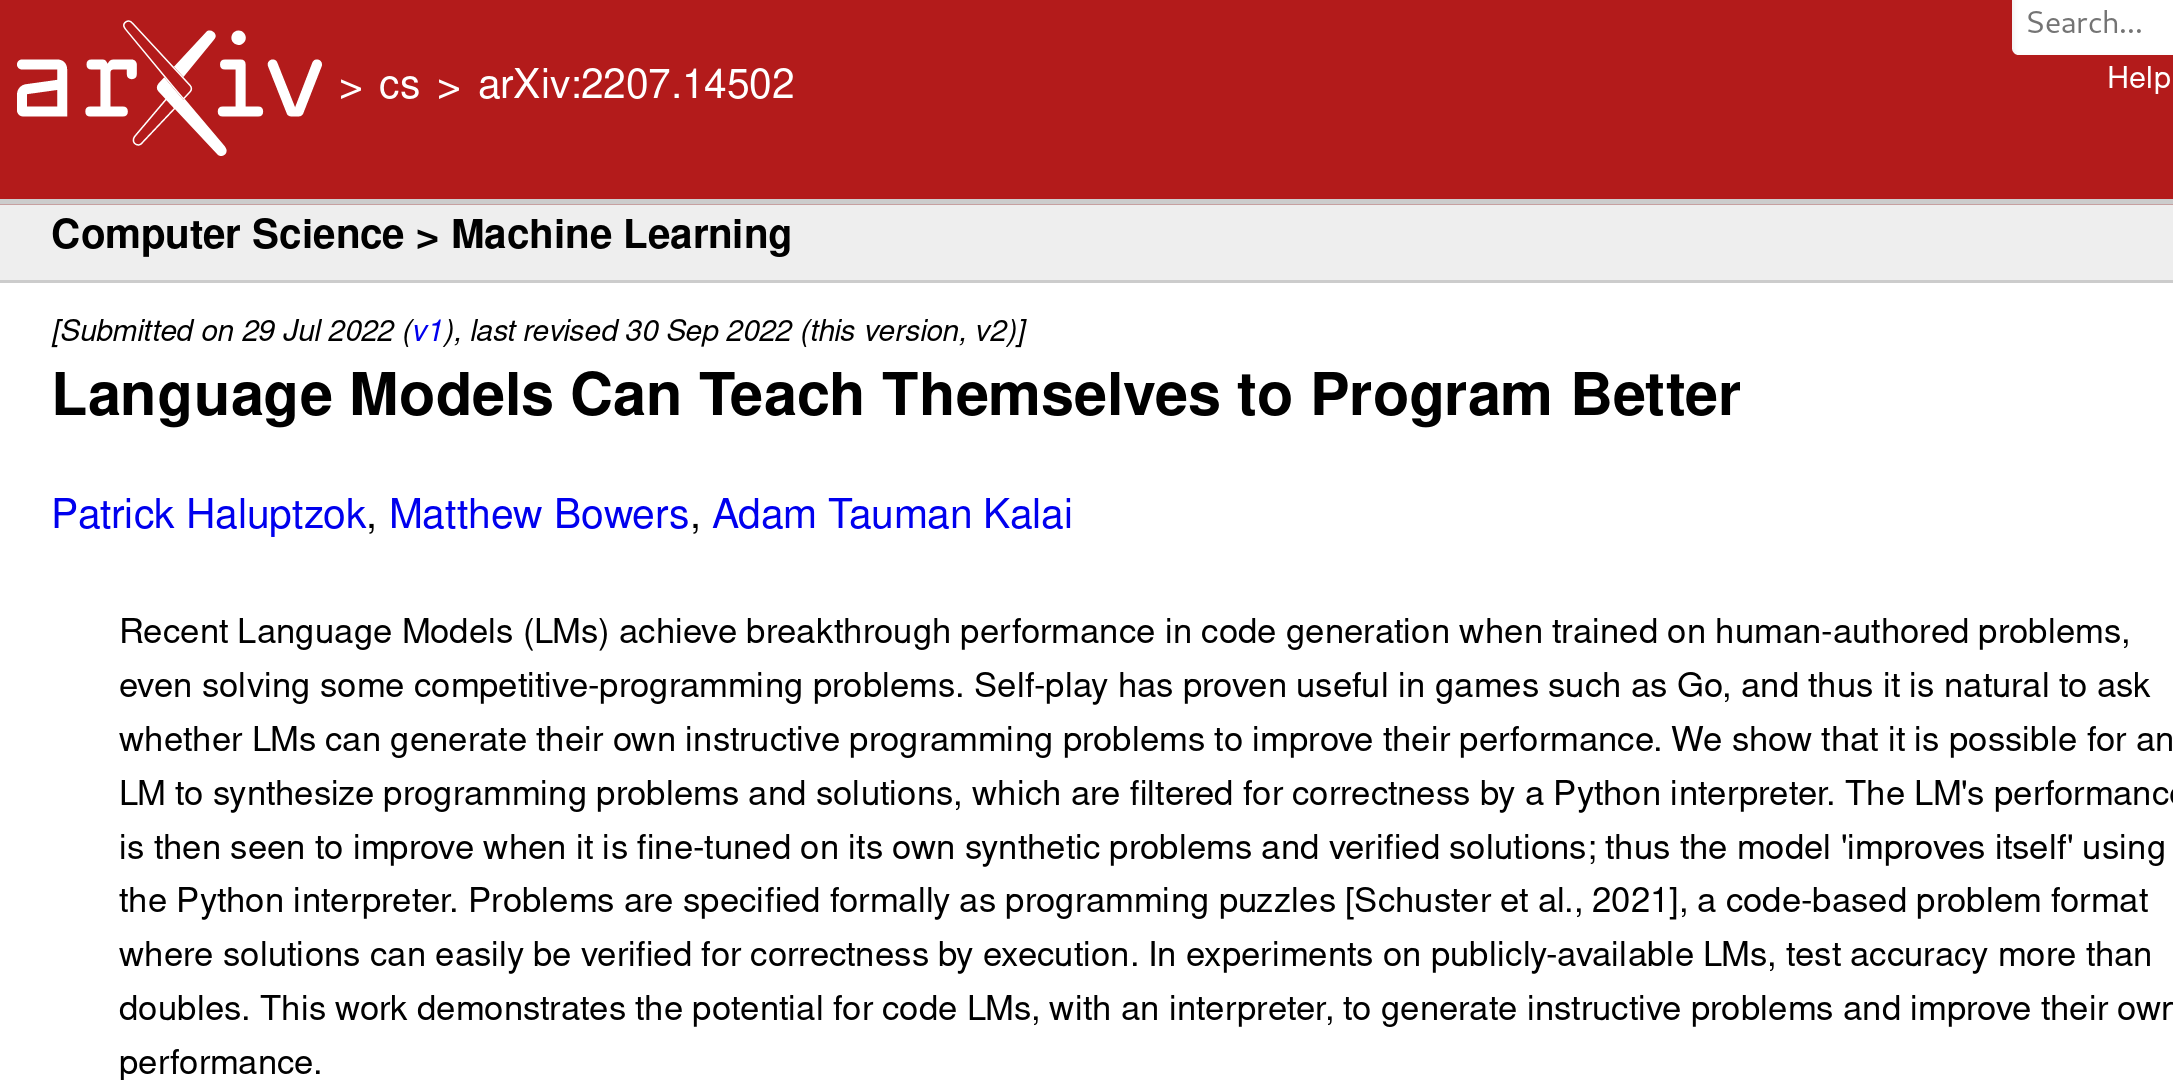 Search...
Help
arXiv > cs > arXiv:2207.14502
Computer Science > Machine Learning
[Submitted on 29 Jul 2022 (v1), last revised 30 Sep 2022 (this version, v2)]
Language Models Can Teach Themselves to Program Better
Patrick Haluptzok, Matthew Bowers, Adam Tauman Kalai
Recent Language Models (LMs) achieve breakthrough performance in code generation when trained on human-authored problems,
even solving some competitive-programming problems. Self-play has proven useful in games such as Go, and thus it is natural to ask
whether LMs can generate their own instructive programming problems to improve their performance. We show that it is possible for an
LM to synthesize programming problems and solutions, which are filtered for correctness by a Python interpreter. The LM's performance
is then seen to improve when it is fine-tuned on its own synthetic problems and verified solutions; thus the model 'improves itself' using
the Python interpreter. Problems are specified formally as programming puzzles [Schuster et al., 2021], a code-based problem format
where solutions can easily be verified for correctness by execution. In experiments on publicly-available LMs, test accuracy more than
doubles. This work demonstrates the potential for code LMs, with an interpreter, to generate instructive problems and improve their own
performance.